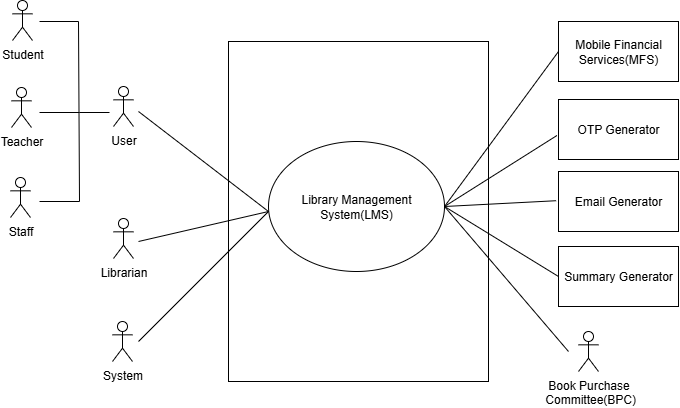 Student
Teacher
Staff
User
Librarian
System
Library Management
System(LMS)
Mobile Financial
Services(MFS)
OTP Generator
Email Generator
Summary Generator
Book Purchase
Committee(BPC)